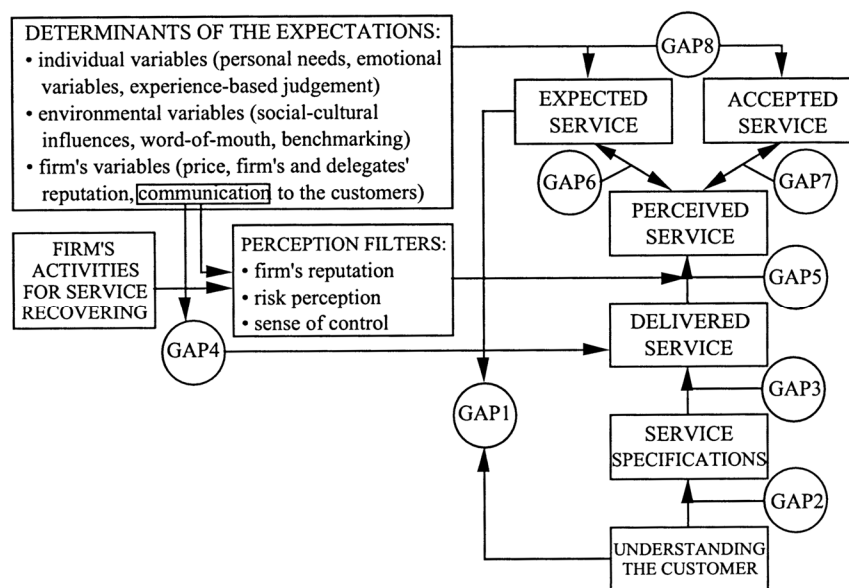 DETERMINANTS OF THE EXPECTATIONS:
• individual variables (personal needs, emotional
variables, experience-based judgement)
• environmental variables (social-cultural
influences, word-of-mouth, benchmarking)
• firm's variables (price, firm's and delegates'
reputation, communication to the customers)
GAP8
EXPECTED
SERVICE
ACCEPTED
SERVICE
GAP6
GAP7
PERCEIVED
SERVICE
FIRM'S
ACTIVITIES
FOR SERVICE
RECOVERING
PERCEPTION FILTERS:
• firm's reputation
• risk perception
• sense of control
GAP5
DELIVERED
SERVICE
GAP4
GAP3
GAP1
SERVICE
SPECIFICATIONS
GAP2
UNDERSTANDING
THE CUSTOMER